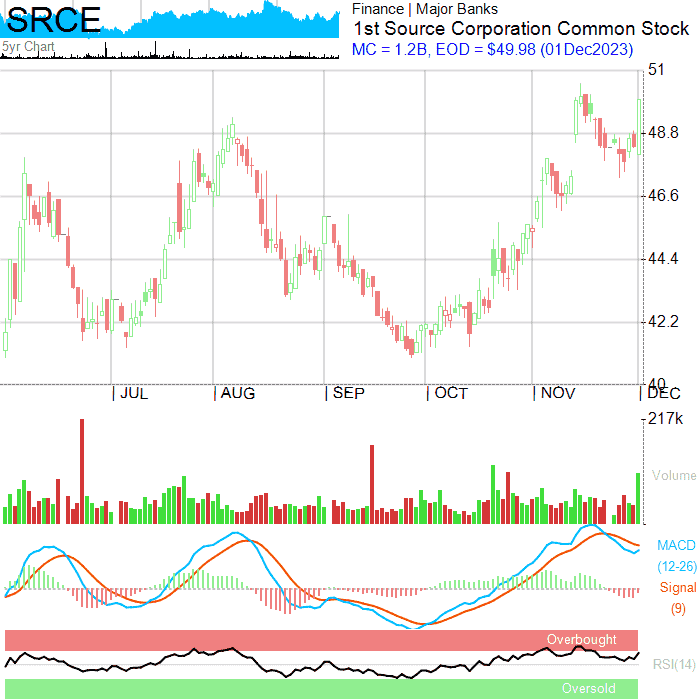 SRCE
5yr Chart
Finance | Major Banks
1st Source Corporation Common Stock
MC = 1.2B, EOD = $49.98 (01Dec2023)
51
48.8
46.6
44.4
42.2
40
| JUL | AUG | SEP | OCT | NOV | DEC
217k
Volume
MACD
(12-26)
Signal
(9)
Overbought
RSI(14)
Oversold